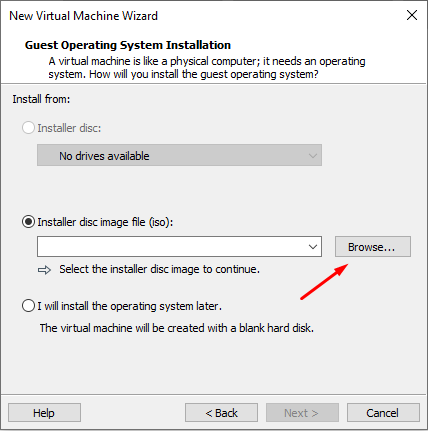 New Virtual Machine Wizard
Guest Operating System Installation
A virtual machine is like a physical computer; it needs an operating
system. How will you install the guest operating system?
Install from:
Installer disc:
No drives available
Installer disc image file (iso):
Browse...
Select the installer disc image to continue.
I will install the operating system later.
The virtual machine will be created with a blank hard disk.
Help
< Back
Next >
Cancel